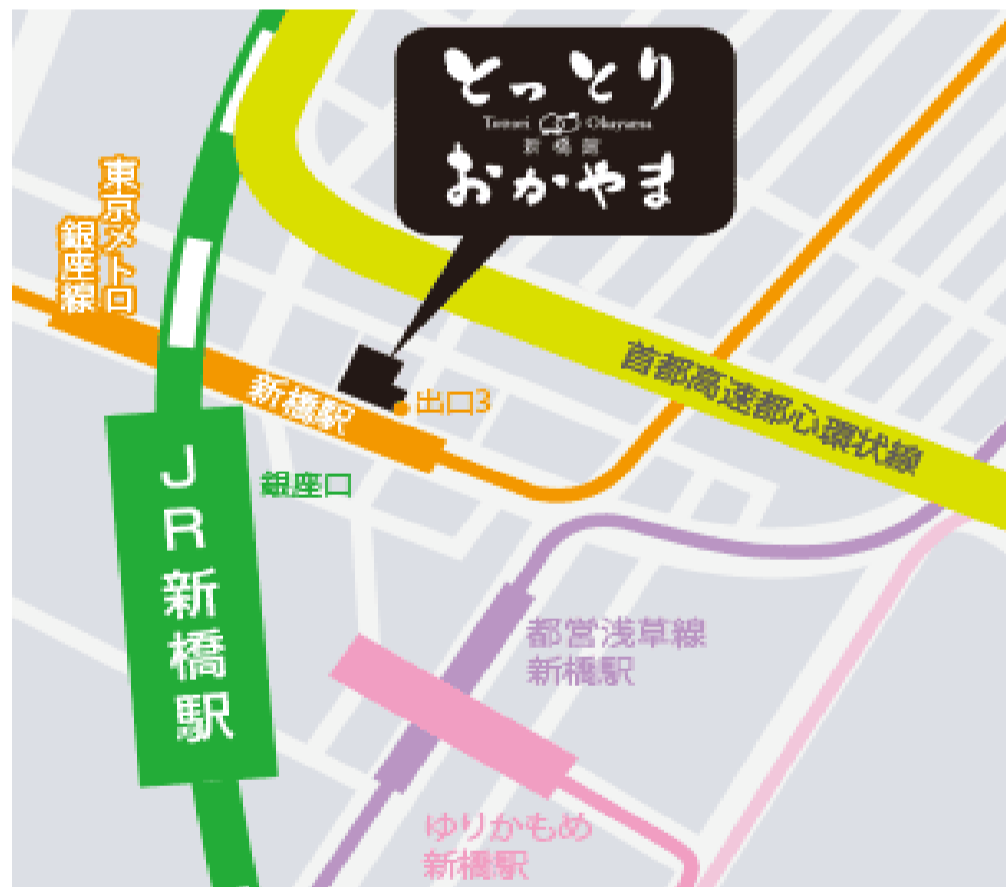 とっとり
Tottori Okayama
新橋館
おかやま
東京メトロ
銀座線
新橋駅
出口3
首都高速都心環状線
銀座口
JR新橋駅
都営浅草線
新橋駅
ゆりかもめ
新橋駅